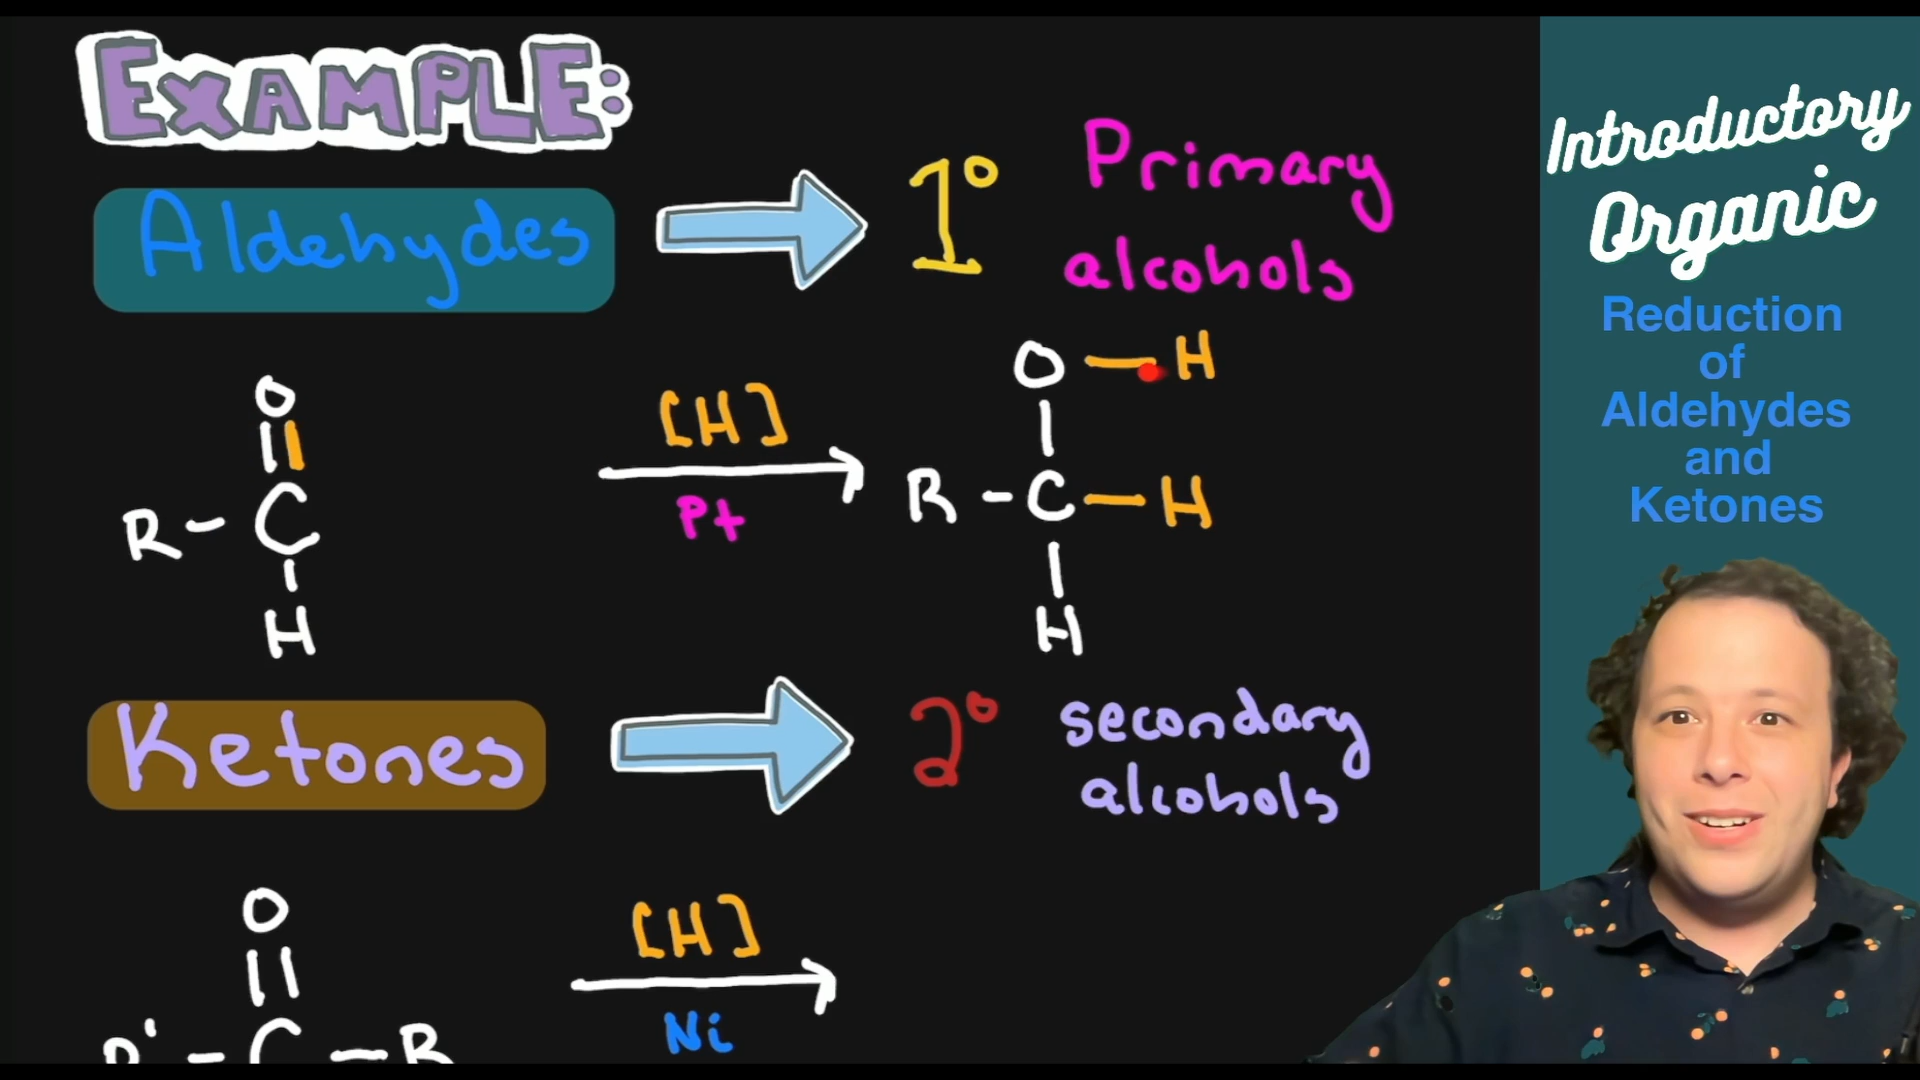 EXAMPLE:
Aldehydes
1° Primary
alcohols
O
R - C
H
[H]
Pt
O - H
R - C - H
H
Ketones
2° secondary
alcohols
O
R' - C - R
[H]
Ni
Introductory
Organic
Reduction
of
Aldehydes
and
Ketones